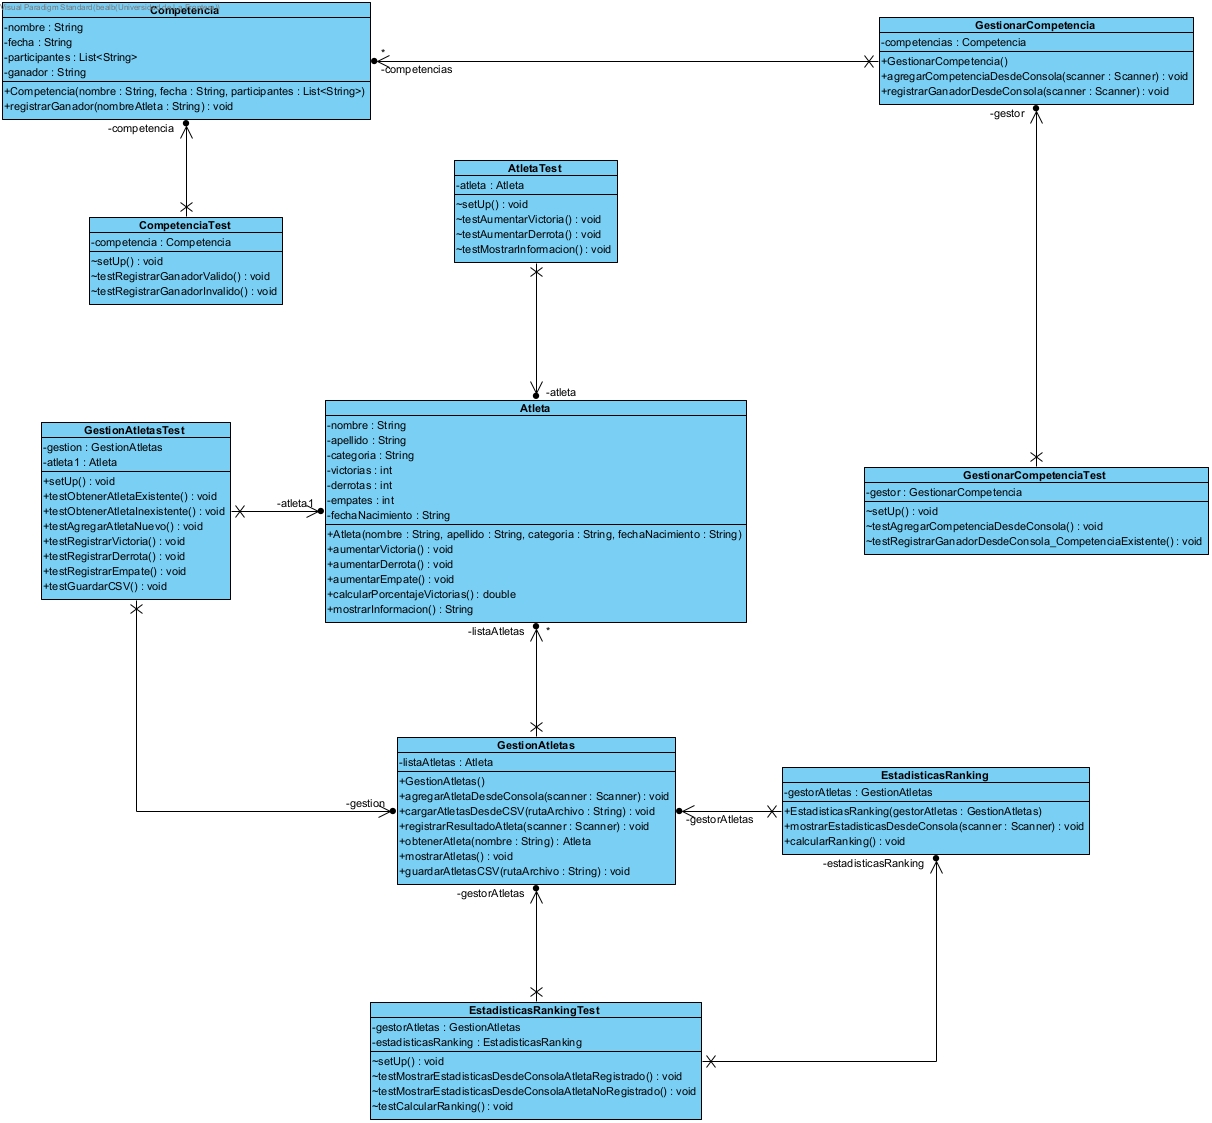 Visual Paradigm Standard
Competencia
-nombre : String
-fecha : String
-participantes : List<String>
-ganador : String
+Competencia(nombre : String, fecha : String, participantes : List<String>)
+registrarGanador(nombreAtleta : String) : void
*
-competencias
GestionarCompetencia
-competencias : Competencia
+GestionarCompetencia()
+agregarCompetenciaDesdeConsola(scanner : Scanner) : void
+registrarGanadorDesdeConsola(scanner : Scanner) : void
-competencia
-gestor
CompetenciaTest
-competencia : Competencia
~setUp() : void
~testRegistrarGanadorValido() : void
~testRegistrarGanadorInvalido() : void
AtletaTest
-atleta : Atleta
~setUp() : void
~testAumentarVictoria() : void
~testAumentarDerrota() : void
~testMostrarInformacion() : void
-atleta
Atleta
-nombre : String
-apellido : String
-categoria : String
-victorias : int
-derrotas : int
-empates : int
-fechaNacimiento : String
+Atleta(nombre : String, apellido : String, categoria : String, fechaNacimiento : String)
+aumentarVictoria() : void
+aumentarDerrota() : void
+aumentarEmpate() : void
+calcularPorcentajeVictorias() : double
+mostrarInformacion() : String
GestionAtletasTest
-gestion : GestionAtletas
-atleta1 : Atleta
+setUp() : void
+testObtenerAtletaExistente() : void
+testObtenerAtletaInexistente() : void
+testAgregarAtletaNuevo() : void
+testRegistrarVictoria() : void
+testRegistrarDerrota() : void
+testRegistrarEmpate() : void
+testGuardarCSV() : void
-atleta1
GestionarCompetenciaTest
-gestor : GestionarCompetencia
~setUp() : void
~testAgregarCompetenciaDesdeConsola() : void
~testRegistrarGanadorDesdeConsola_CompetenciaExistente() : void
-listaAtletas
*
GestionAtletas
-listaAtletas : Atleta
+GestionAtletas()
+agregarAtletaDesdeConsola(scanner : Scanner) : void
+cargarAtletasDesdeCSV(rutaArchivo : String) : void
+registrarResultadoAtleta(scanner : Scanner) : void
+obtenerAtleta(nombre : String) : Atleta
+mostrarAtletas() : void
+guardarAtletasCSV(rutaArchivo : String) : void
-gestion
-gestorAtletas
EstadisticasRanking
-gestorAtletas : GestionAtletas
+EstadisticasRanking(gestorAtletas : GestionAtletas)
+mostrarEstadisticasDesdeConsola(scanner : Scanner) : void
+calcularRanking() : void
-estadisticasRanking
-gestorAtletas
EstadisticasRankingTest
-gestorAtletas : GestionAtletas
-estadisticasRanking : EstadisticasRanking
~setUp() : void
~testMostrarEstadisticasDesdeConsolaAtletaRegistrado() : void
~testMostrarEstadisticasDesdeConsolaAtletaNoRegistrado() : void
~testCalcularRanking() : void